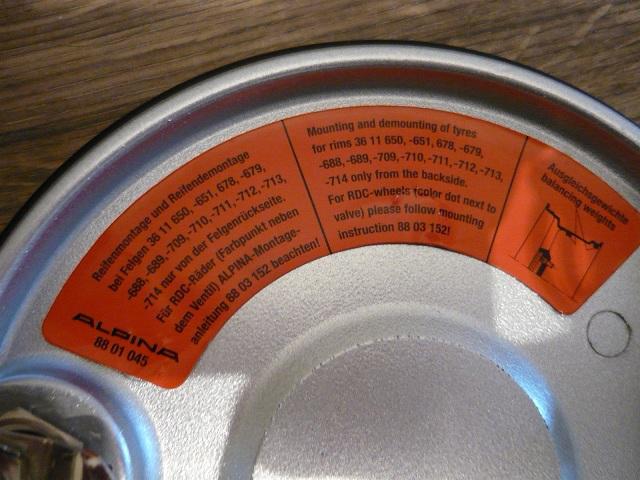 Reifenmontage und Reifendemontage
bei Felgen 36 11 650, -651, 678, -679,
-688, -689, -709, -710, -711, -712, -713,
-714 nur von der Felgenrückseite.
Für RDC-Räder (Farbpunkt neben
dem Ventil) ALPINA-Montage-
anleitung 88 03 152 beachten!
ALPINA
88 01 045
Mounting and demounting of tyres
for rims 36 11 650, -651, 678, -679,
-688, -689, -709, -710, -711, -712, -713,
-714 only from the backside.
For RDC-wheels (color dot next to
valve) please follow mounting
instruction 88 03 152!
Ausgleichsgewichte
balancing weights